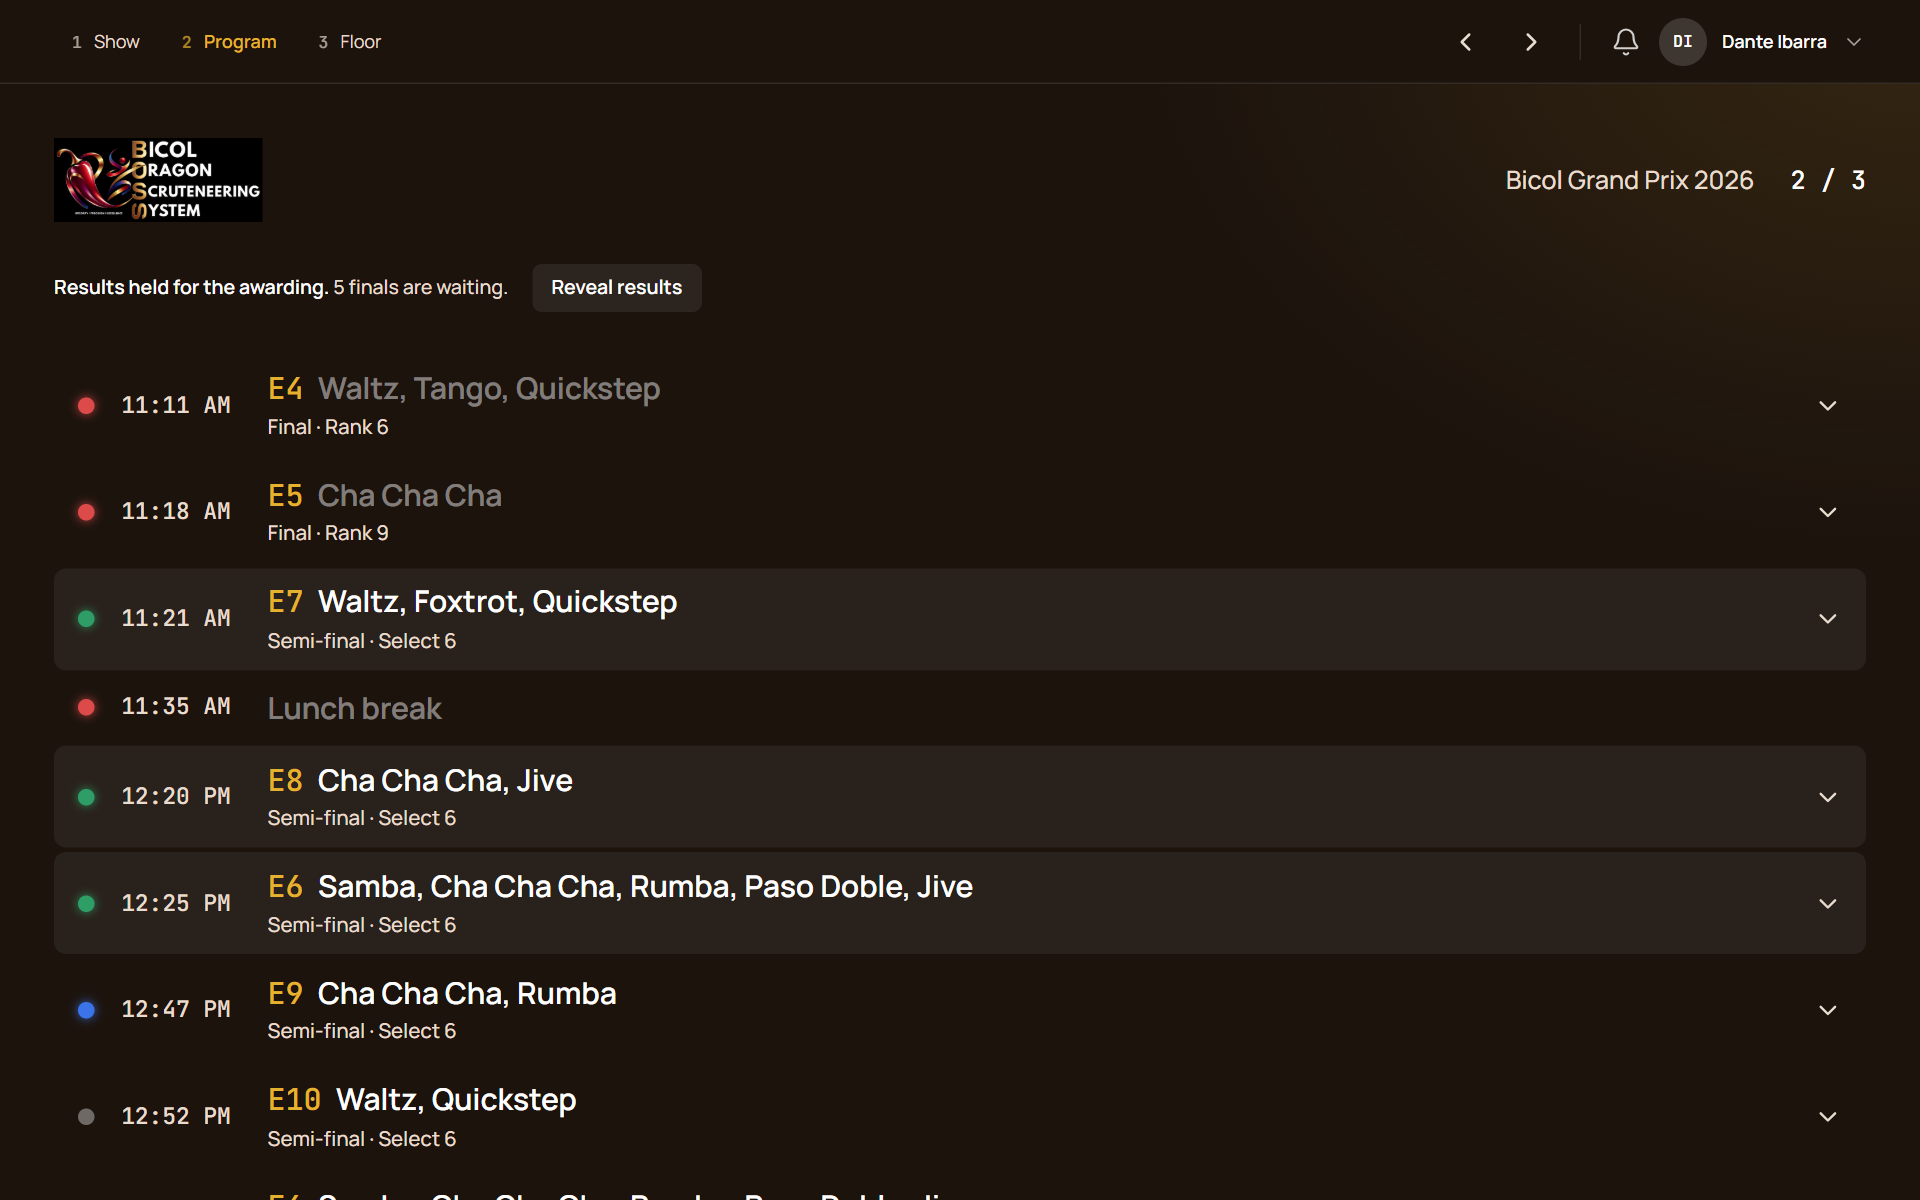 1 Show 2 Program 3 Floor
DI Dante Ibarra
BICOL
DRAGON
SCRUTENEERING
SYSTEM
Bicol Grand Prix 2026 2 / 3
Results held for the awarding. 5 finals are waiting. Reveal results
11:11 AM E4 Waltz, Tango, Quickstep
Final · Rank 6
11:18 AM E5 Cha Cha Cha
Final · Rank 9
11:21 AM E7 Waltz, Foxtrot, Quickstep
Semi-final · Select 6
11:35 AM Lunch break
12:20 PM E8 Cha Cha Cha, Jive
Semi-final · Select 6
12:25 PM E6 Samba, Cha Cha Cha, Rumba, Paso Doble, Jive
Semi-final · Select 6
12:47 PM E9 Cha Cha Cha, Rumba
Semi-final · Select 6
12:52 PM E10 Waltz, Quickstep
Semi-final · Select 6